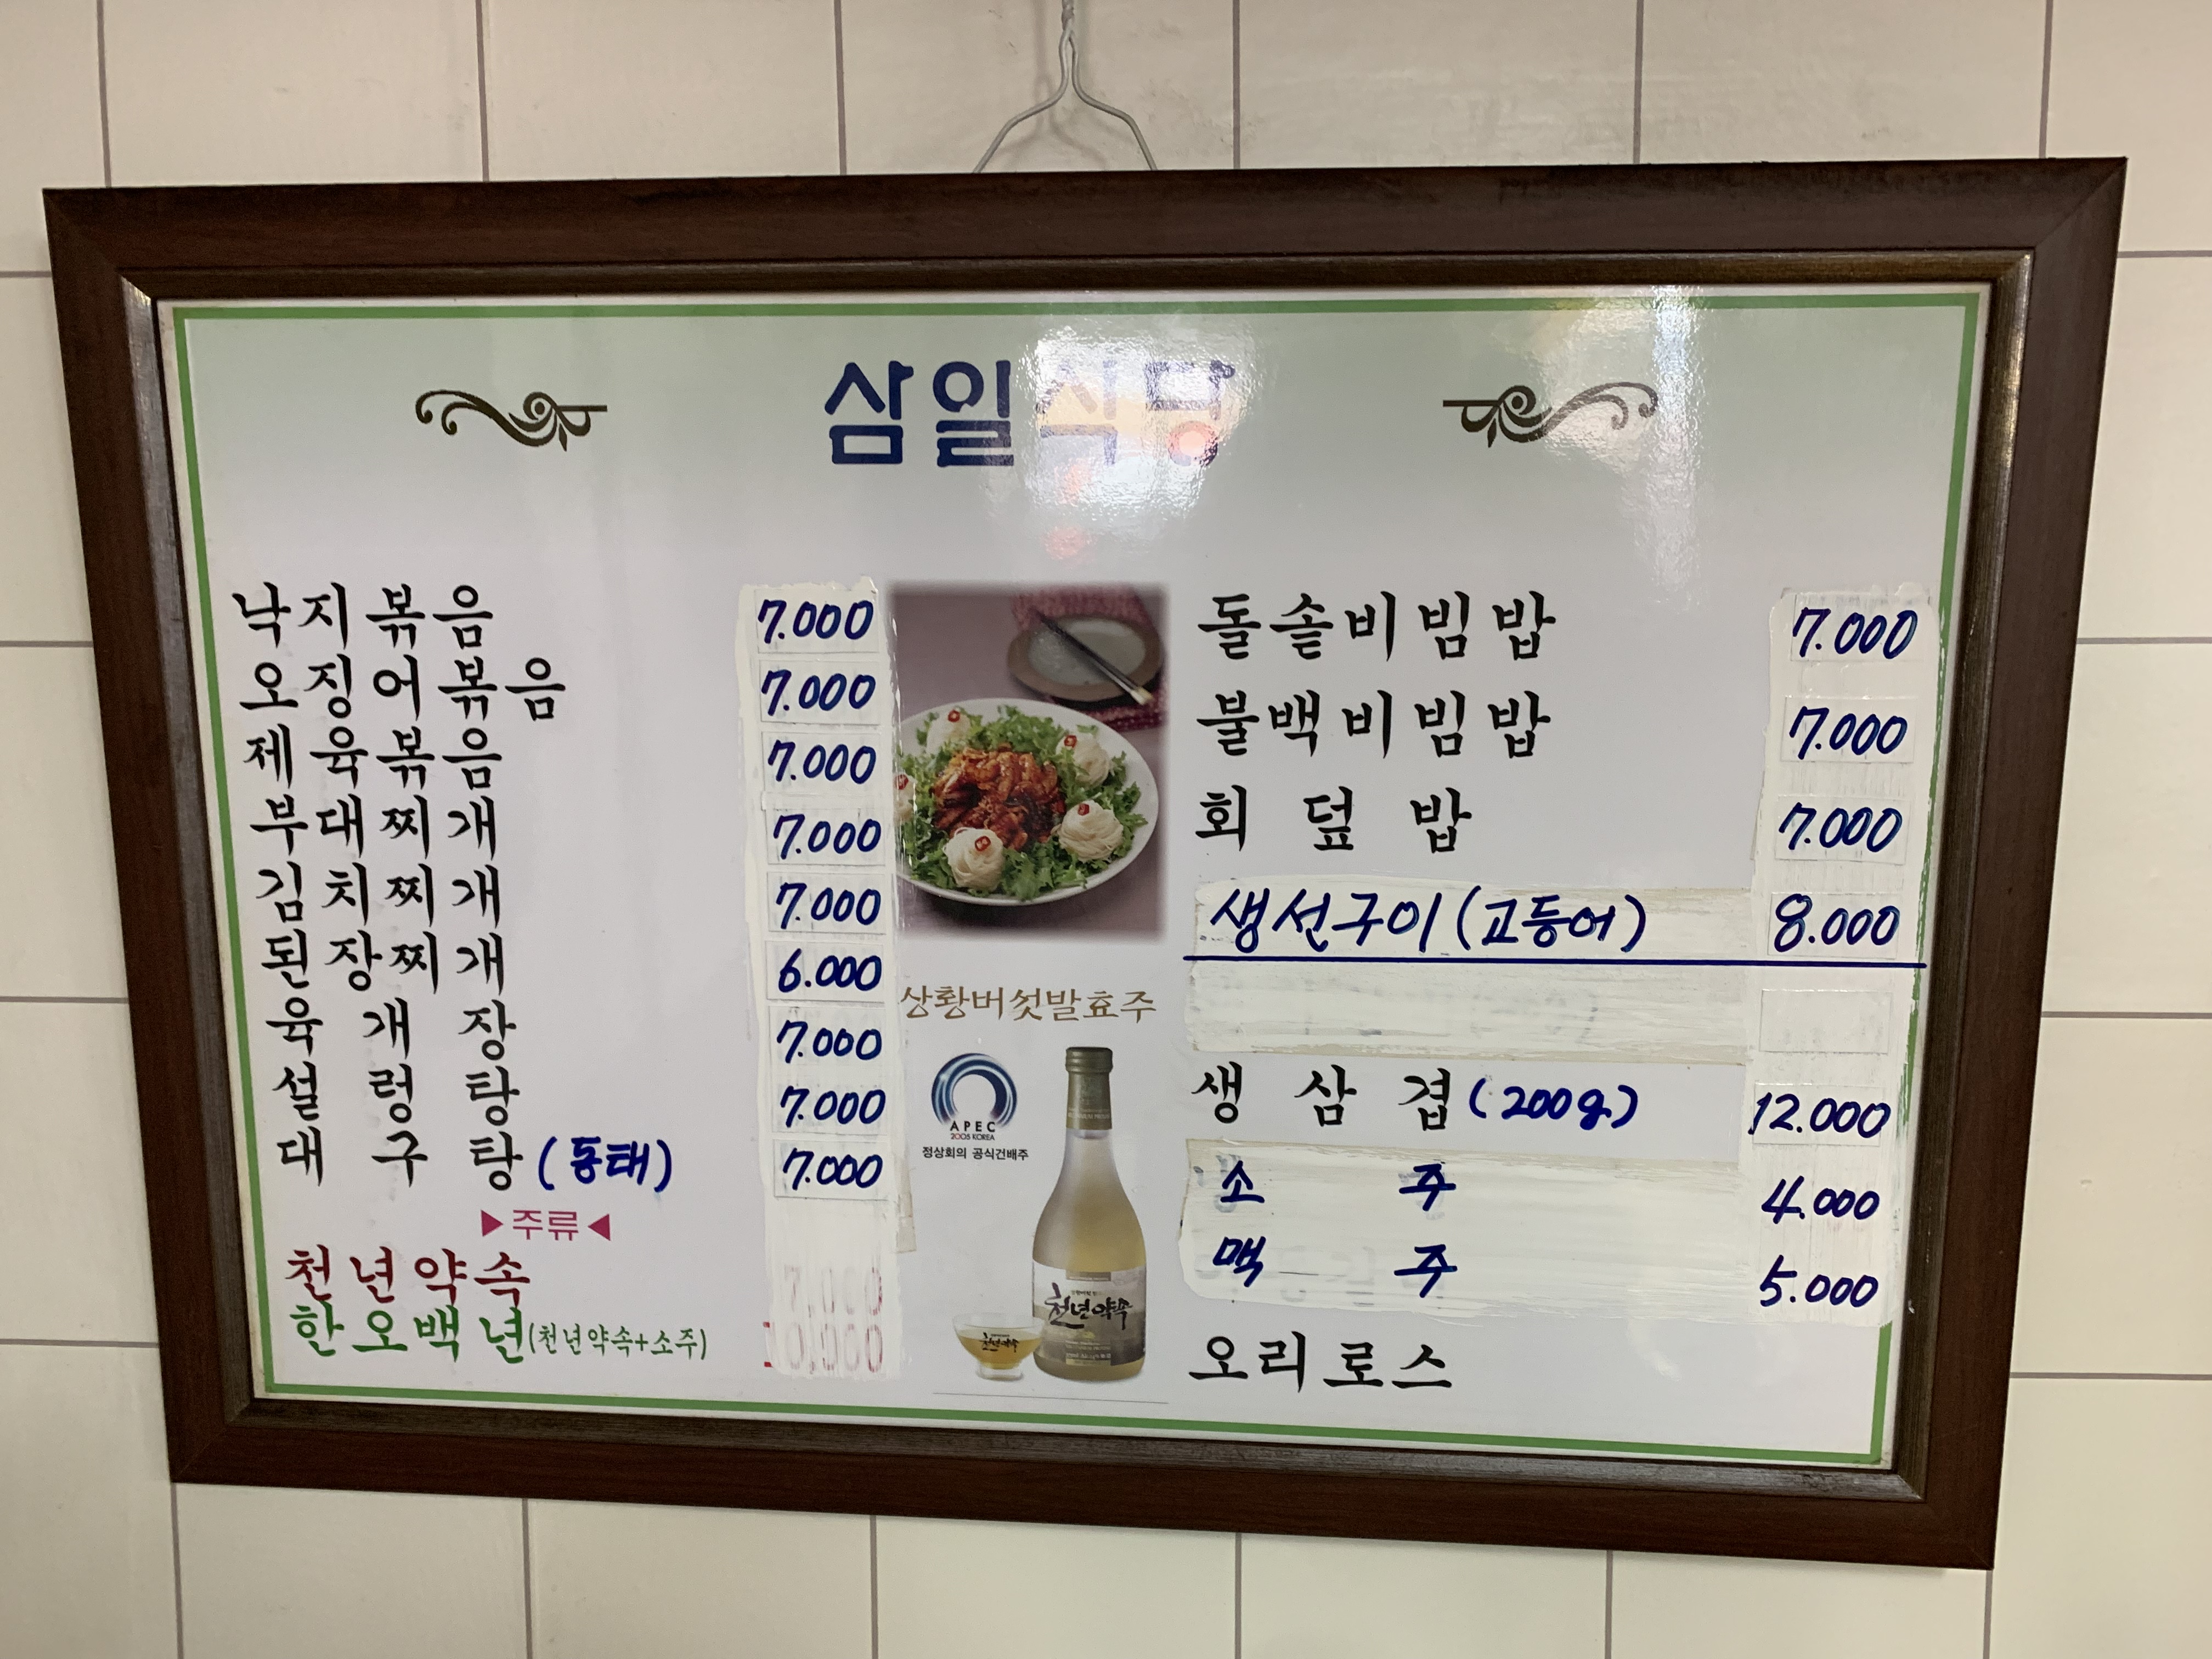 삼일식당
낙지볶음 7.000
오징어볶음 7.000
제육볶음 7.000
부대찌개 7.000
김치찌개 7.000
된장찌개 6.000
육개장 7.000
설렁탕 7.000
대구탕(동태) 7.000
▶주류◀
천년약속 7,000
한오백년(천년약속+소주) 10,000
상황버섯발효주
APEC
2005 KOREA
정상회의 공식건배주
천년약속
돌솥비빔밥 7.000
불백비빔밥 7.000
회덮밥 7.000
생선구이(고등어) 8.000
생삼겹(200g) 12.000
소주 4.000
맥주 5.000
오리로스